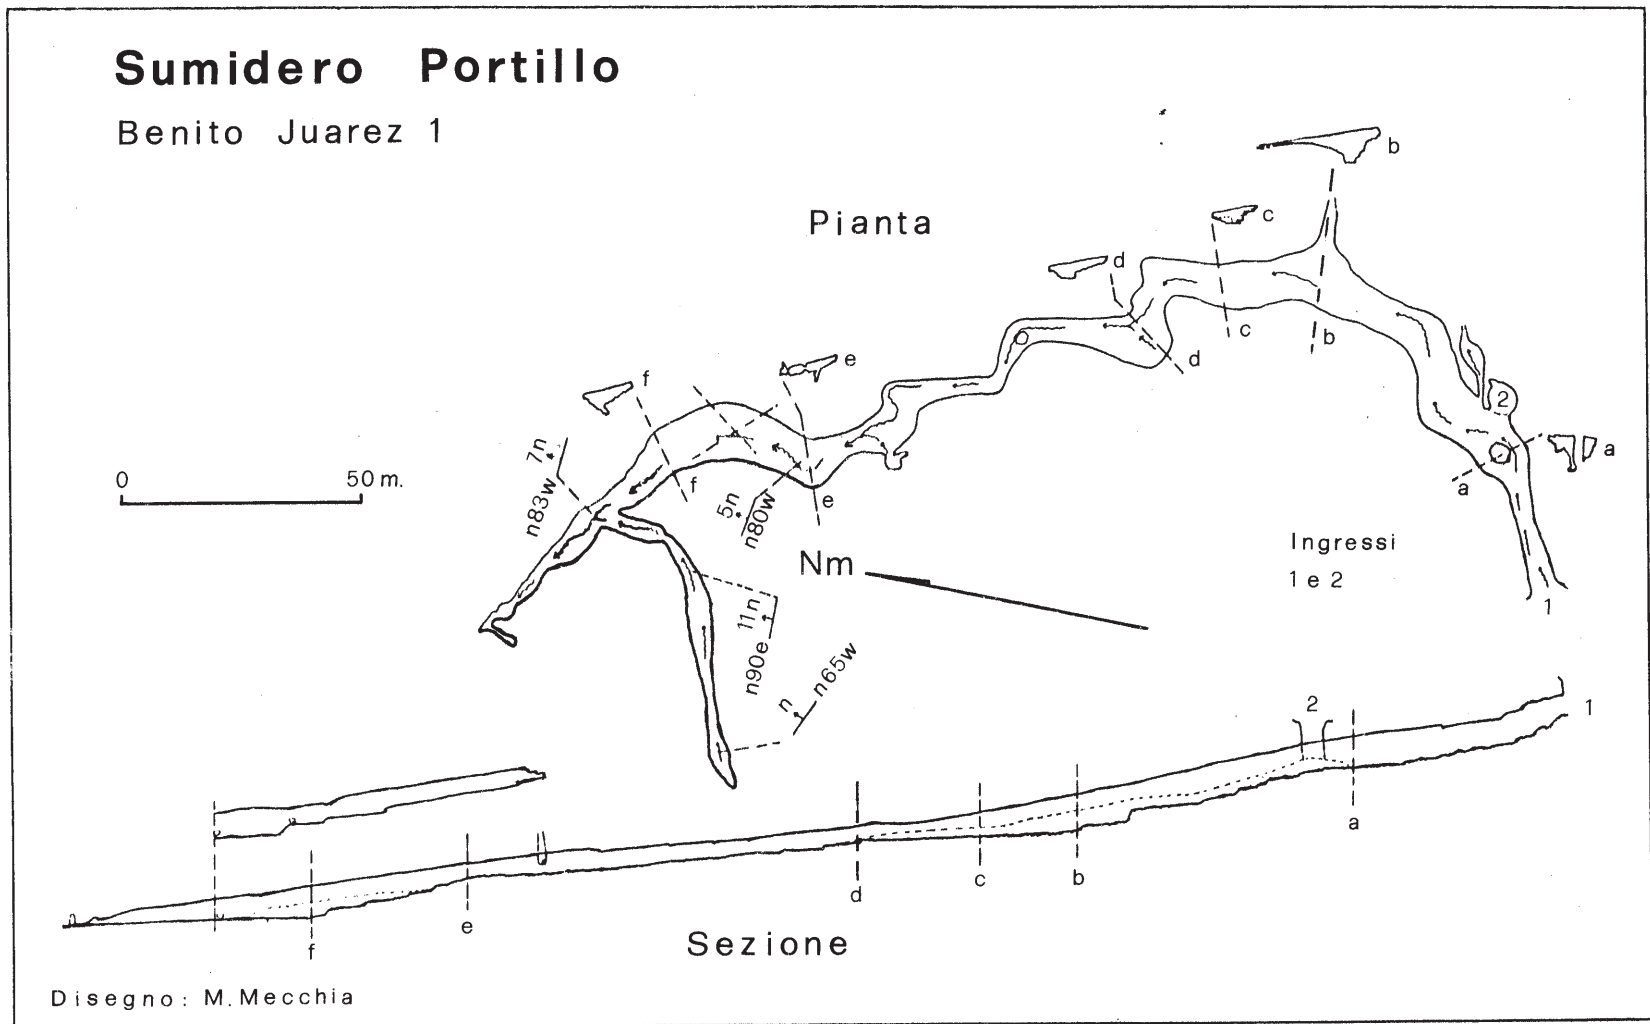 Sumidero Portillo
Benito Juarez 1
Pianta
b
c
d
e
f
c
b
d
2
a
a
0 50 m.
7n
n83w
f
5n
n80w
e
Nm
Ingressi
1 e 2
1
11n
n90e
n
n65w
2
1
a
b
c
d
e
f
Sezione
Disegno: M. Mecchia